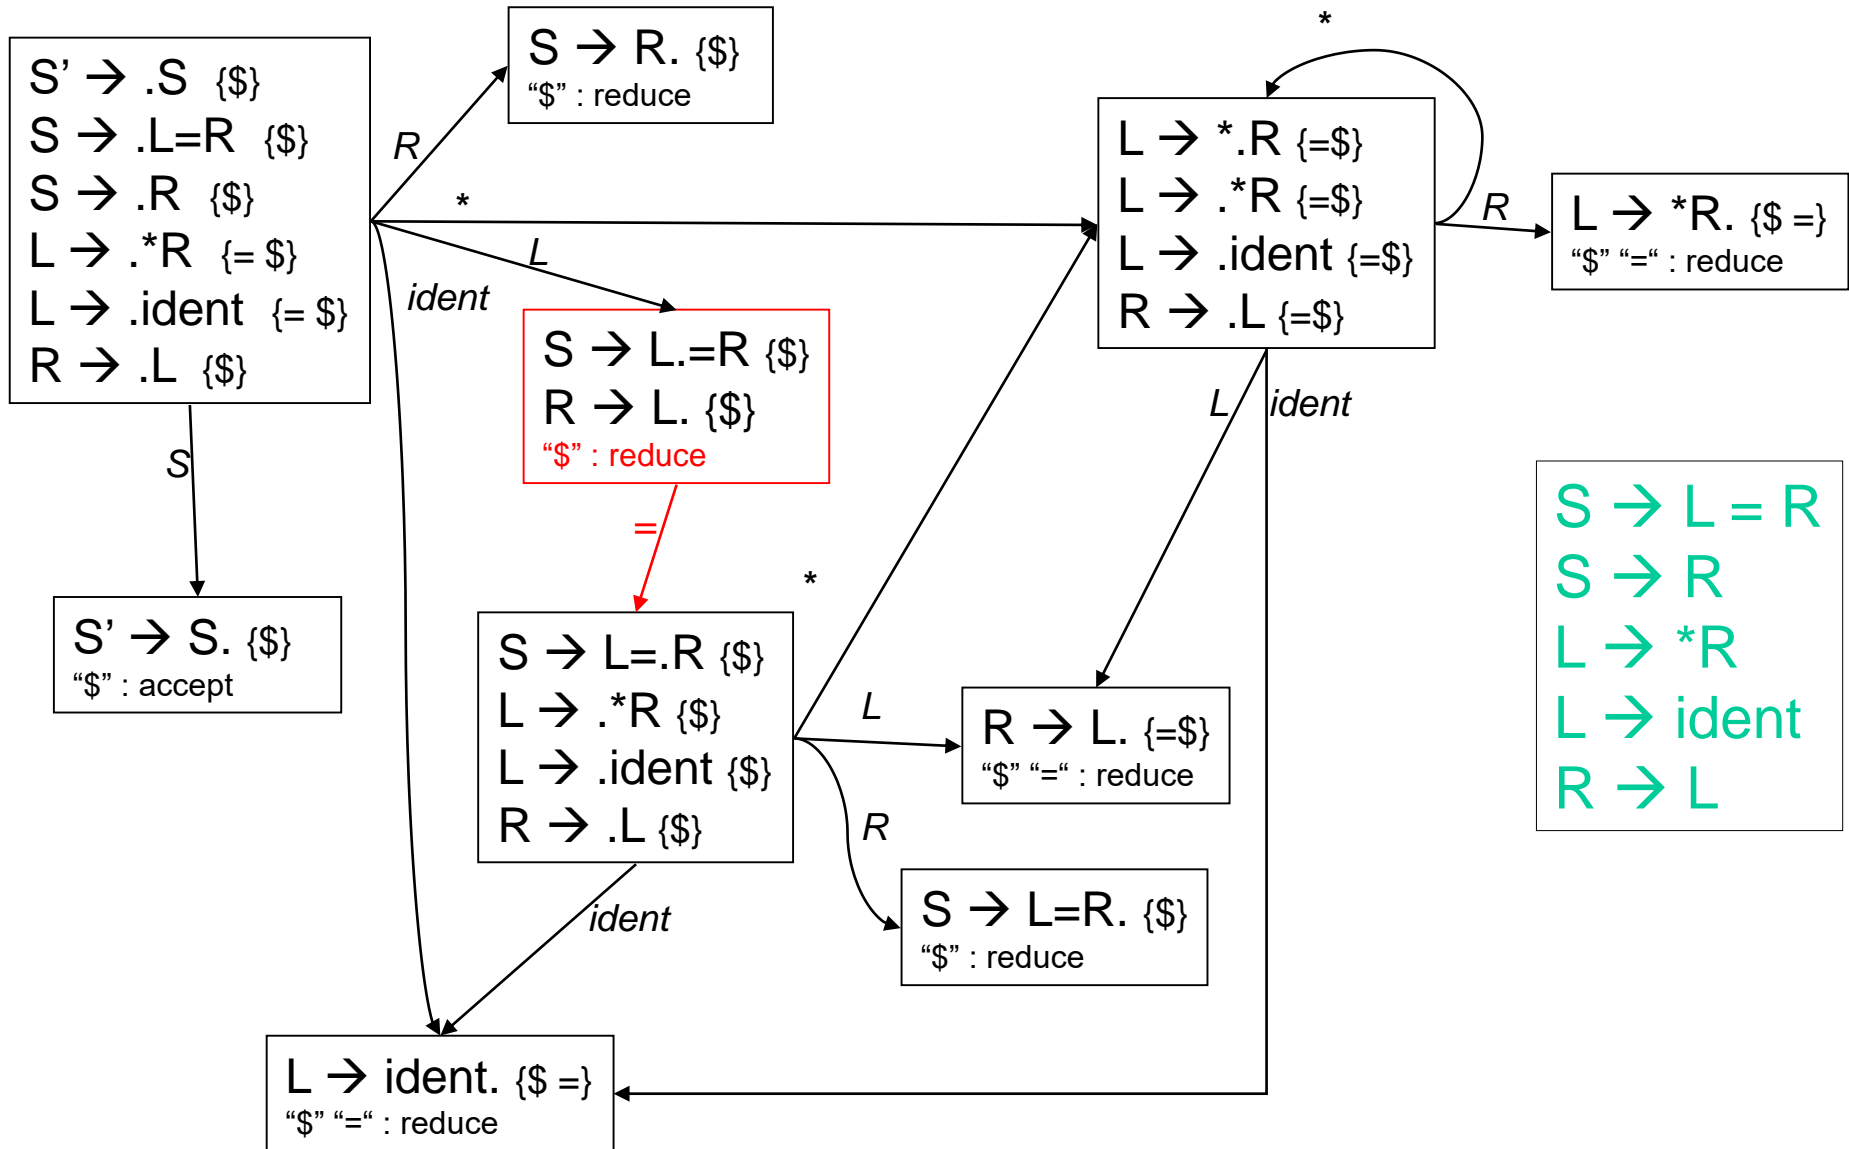 S’ → .S {$}
S → .L=R {$}
S → .R {$}
L → .*R {= $}
L → .ident {= $}
R → .L {$}
S → R. {$}
“$” : reduce
R
*
L
ident
S
*
L → *.R {=$}
L → .*R {=$}
L → .ident {=$}
R → .L {=$}
R
L → *R. {$ =}
“$” “=“ : reduce
S → L.=R {$}
R → L. {$}
“$” : reduce
=
L
ident
S’ → S. {$}
“$” : accept
S → L=.R {$}
L → .*R {$}
L → .ident {$}
R → .L {$}
*
L
R
ident
R → L. {=$}
“$” “=“ : reduce
S → L=R. {$}
“$” : reduce
L → ident. {$ =}
“$” “=“ : reduce
S → L = R
S → R
L → *R
L → ident
R → L